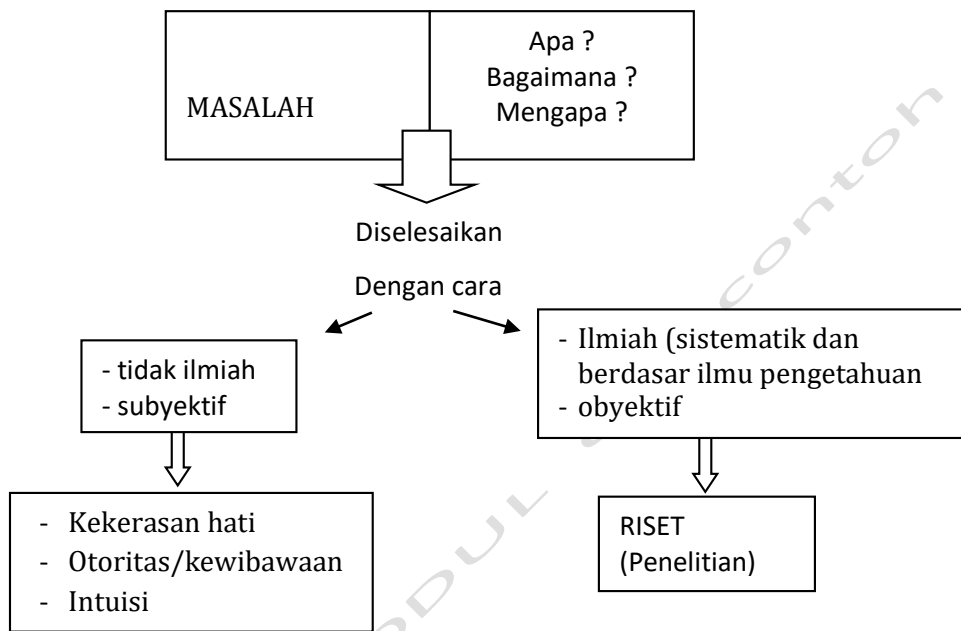 MASALAH
Apa ?
Bagaimana ?
Mengapa ?
Diselesaikan
Dengan cara
- tidak ilmiah
- subyektif
- Ilmiah (sistematik dan
berdasar ilmu pengetahuan
- obyektif
- Kekerasan hati
- Otoritas/kewibawaan
- Intuisi
RISET
(Penelitian)
contoh